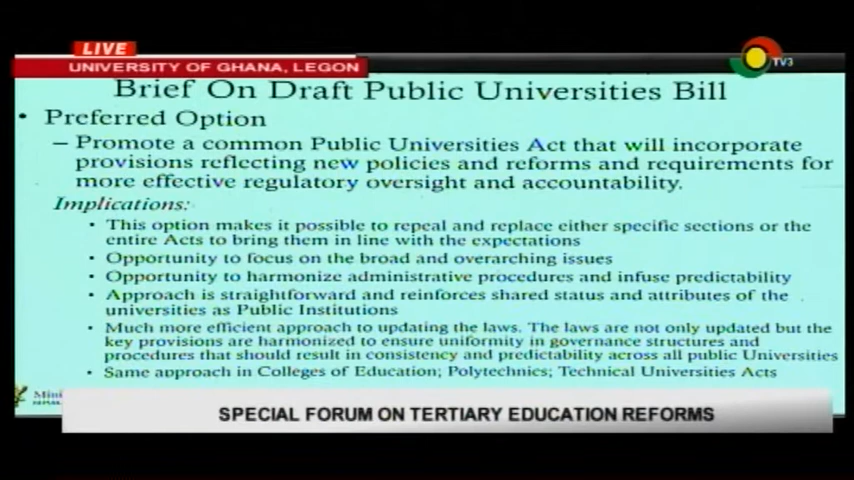 LIVE
UNIVERSITY OF GHANA, LEGON
TV3
Brief On Draft Public Universities Bill
• Preferred Option
– Promote a common Public Universities Act that will incorporate
provisions reflecting new policies and reforms and requirements for
more effective regulatory oversight and accountability.
Implications:
• This option makes it possible to repeal and replace either specific sections or the
entire Acts to bring them in line with the expectations
• Opportunity to focus on the broad and overarching issues
• Opportunity to harmonize administrative procedures and infuse predictability
• Approach is straightforward and reinforces shared status and attributes of the
universities as Public Institutions
• Much more efficient approach to updating the laws. The laws are not only updated but the
key provisions are harmonized to ensure uniformity in governance structures and
procedures that should result in consistency and predictability across all public Universities
• Same approach in Colleges of Education; Polytechnics; Technical Universities Acts
SPECIAL FORUM ON TERTIARY EDUCATION REFORMS